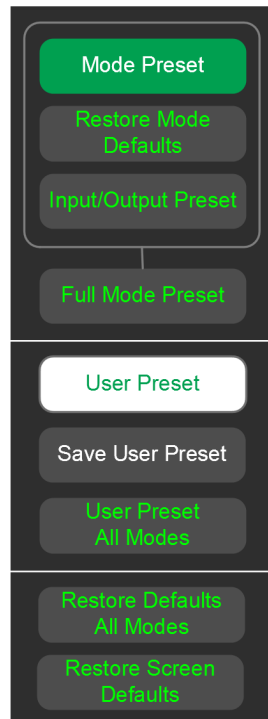 Mode Preset
Restore Mode
Defaults
Input/Output Preset
Full Mode Preset
User Preset
Save User Preset
User Preset
All Modes
Restore Defaults
All Modes
Restore Screen
Defaults